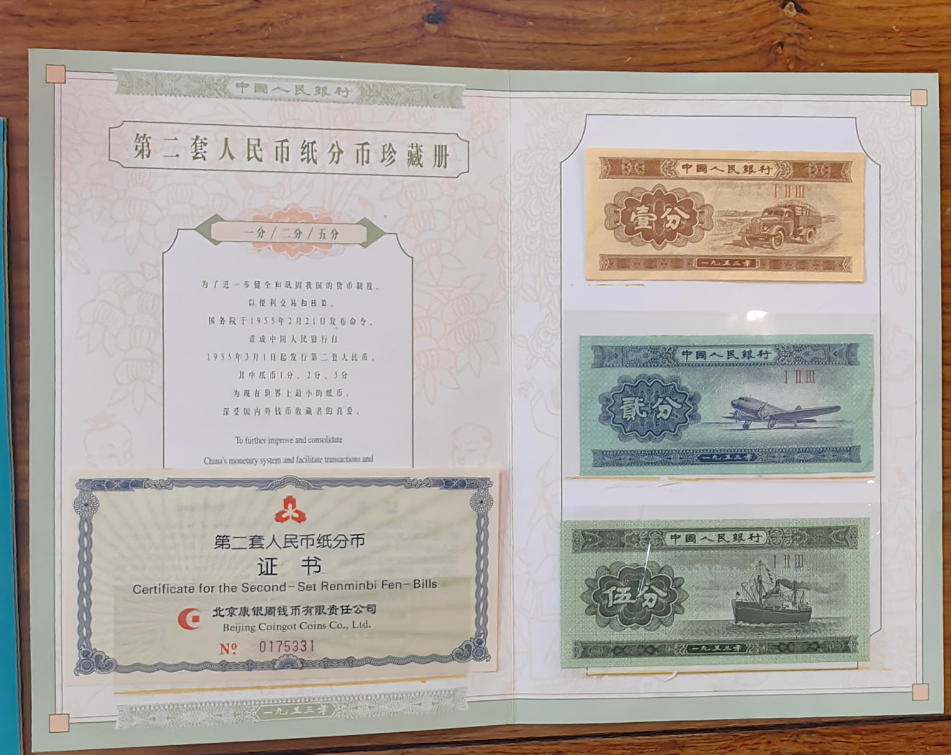 中國人民銀行
第二套人民币纸分币珍藏册
一分/二分/五分
为了进一步健全和巩固我国的货币制度,
以便利交易和核算,
国务院于1955年2月21日发布命令,
责成中国人民银行自
1955年3月1日起发行第二套人民币,
其中纸币1分、2分、5分
为现在世界上最小的纸币,
深受国内外钱币收藏者的喜爱。
To further improve and consolidate
China's monetary system and facilitate transactions and
第二套人民币纸分币
证 书
Certificate for the Second-Set Renminbi Fen-Bills
北京康银阁钱币有限责任公司
Beijing Coingot Coins Co., Ltd.
Nº 0175331
一九五三年
中國人民銀行
I II III
壹分
一九五三年
中國人民銀行
I II III
貳分
一九五三年
中國人民銀行
I II III
伍分
一九五三年